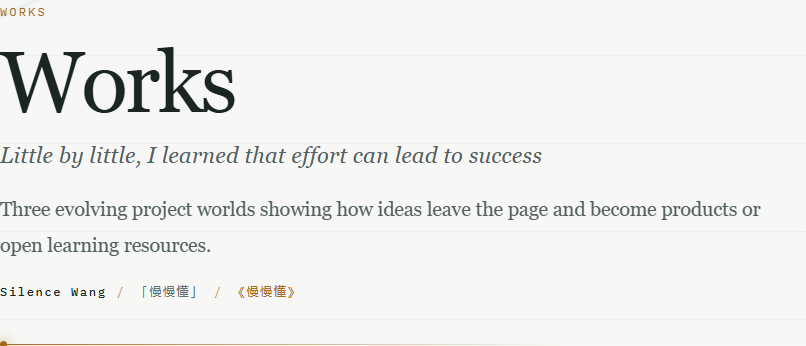 WORKS
Works
Little by little, I learned that effort can lead to success
Three evolving project worlds showing how ideas leave the page and become products or
open learning resources.
Silence Wang / 「慢慢懂」 / 《慢慢懂》